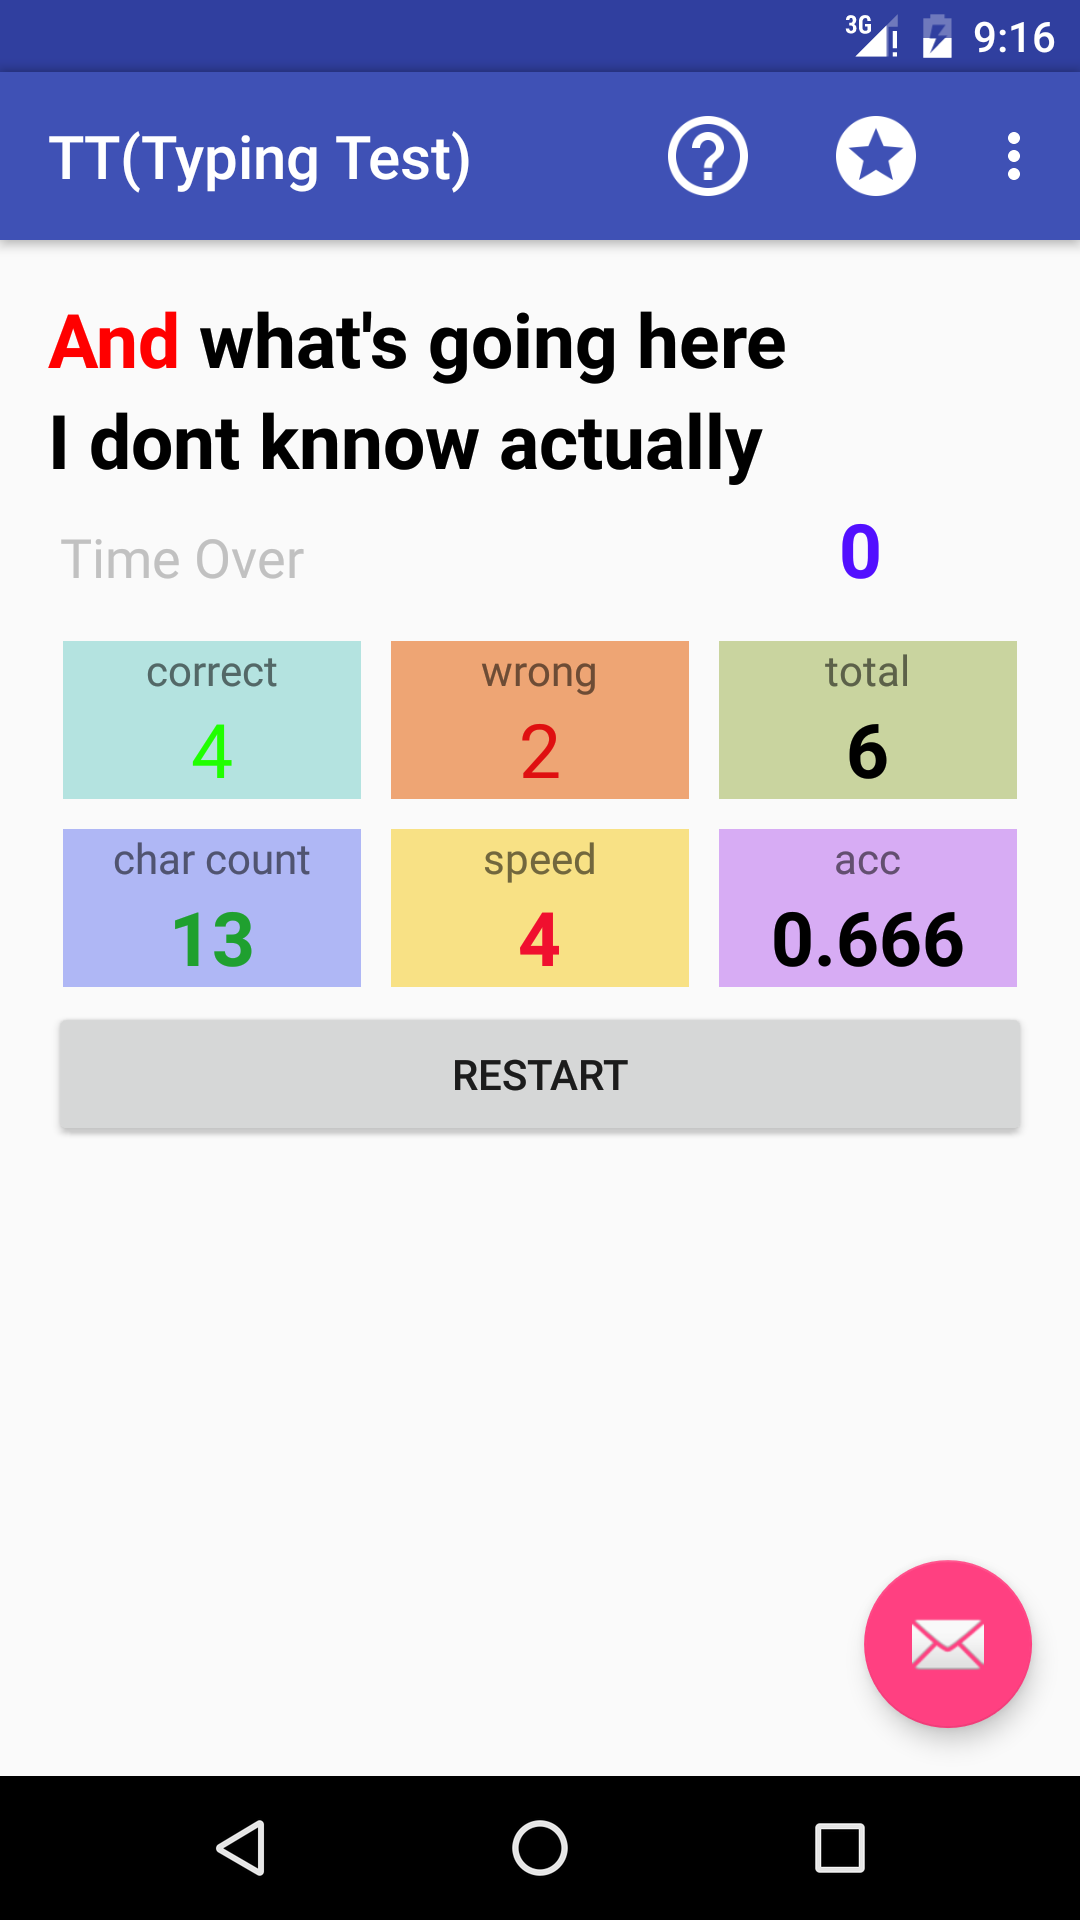 3G 9:16
TT(Typing Test)
And what's going here
I dont knnow actually
Time Over 0
correct wrong total
4 2 6
char count speed acc
13 4 0.666
RESTART